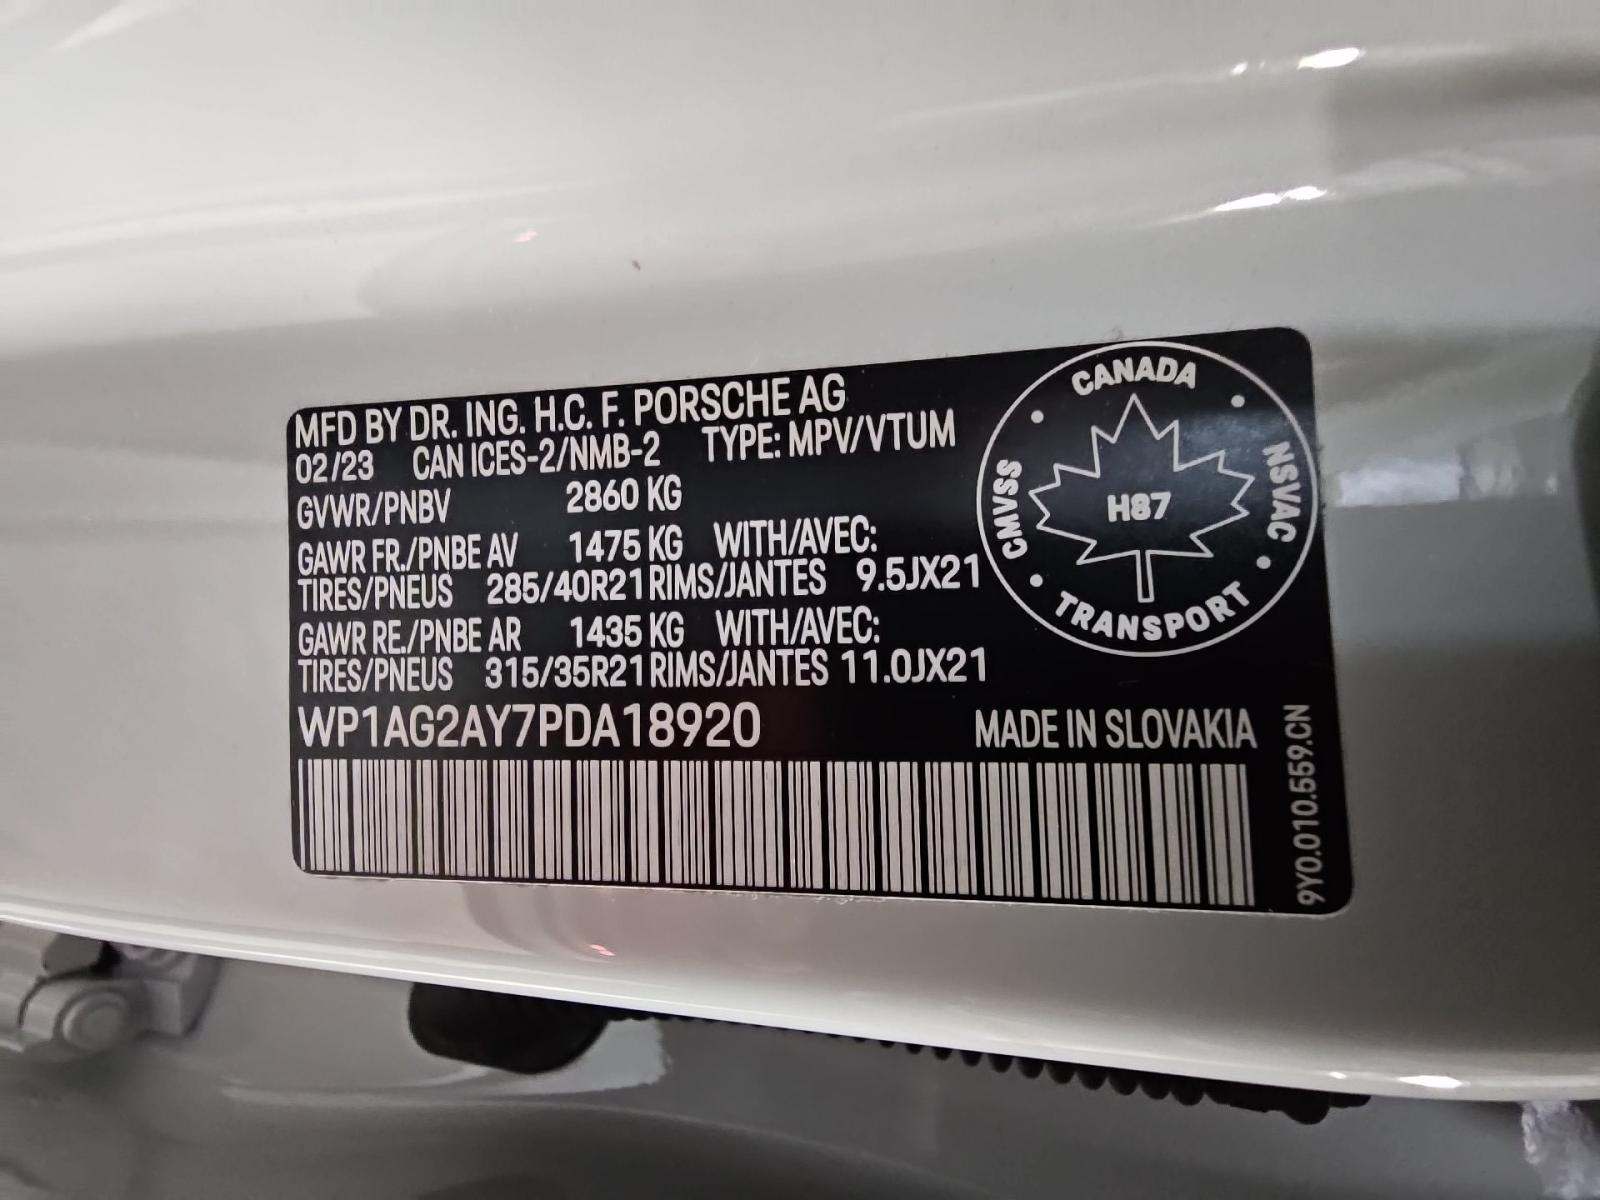 MFD BY DR. ING. H.C. F. PORSCHE AG
02/23 CAN ICES-2/NMB-2 TYPE: MPV/VTUM
GVWR/PNBV 2860 KG
GAWR FR./PNBE AV 1475 KG WITH/AVEC:
TIRES/PNEUS 285/40R21 RIMS/JANTES 9.5JX21
GAWR RE./PNBE AR 1435 KG WITH/AVEC:
TIRES/PNEUS 315/35R21 RIMS/JANTES 11.0JX21
WP1AG2AY7PDA18920 MADE IN SLOVAKIA
CANADA
CMVSS
H87
NSVAC
TRANSPORT
9Y0.010.559.CN